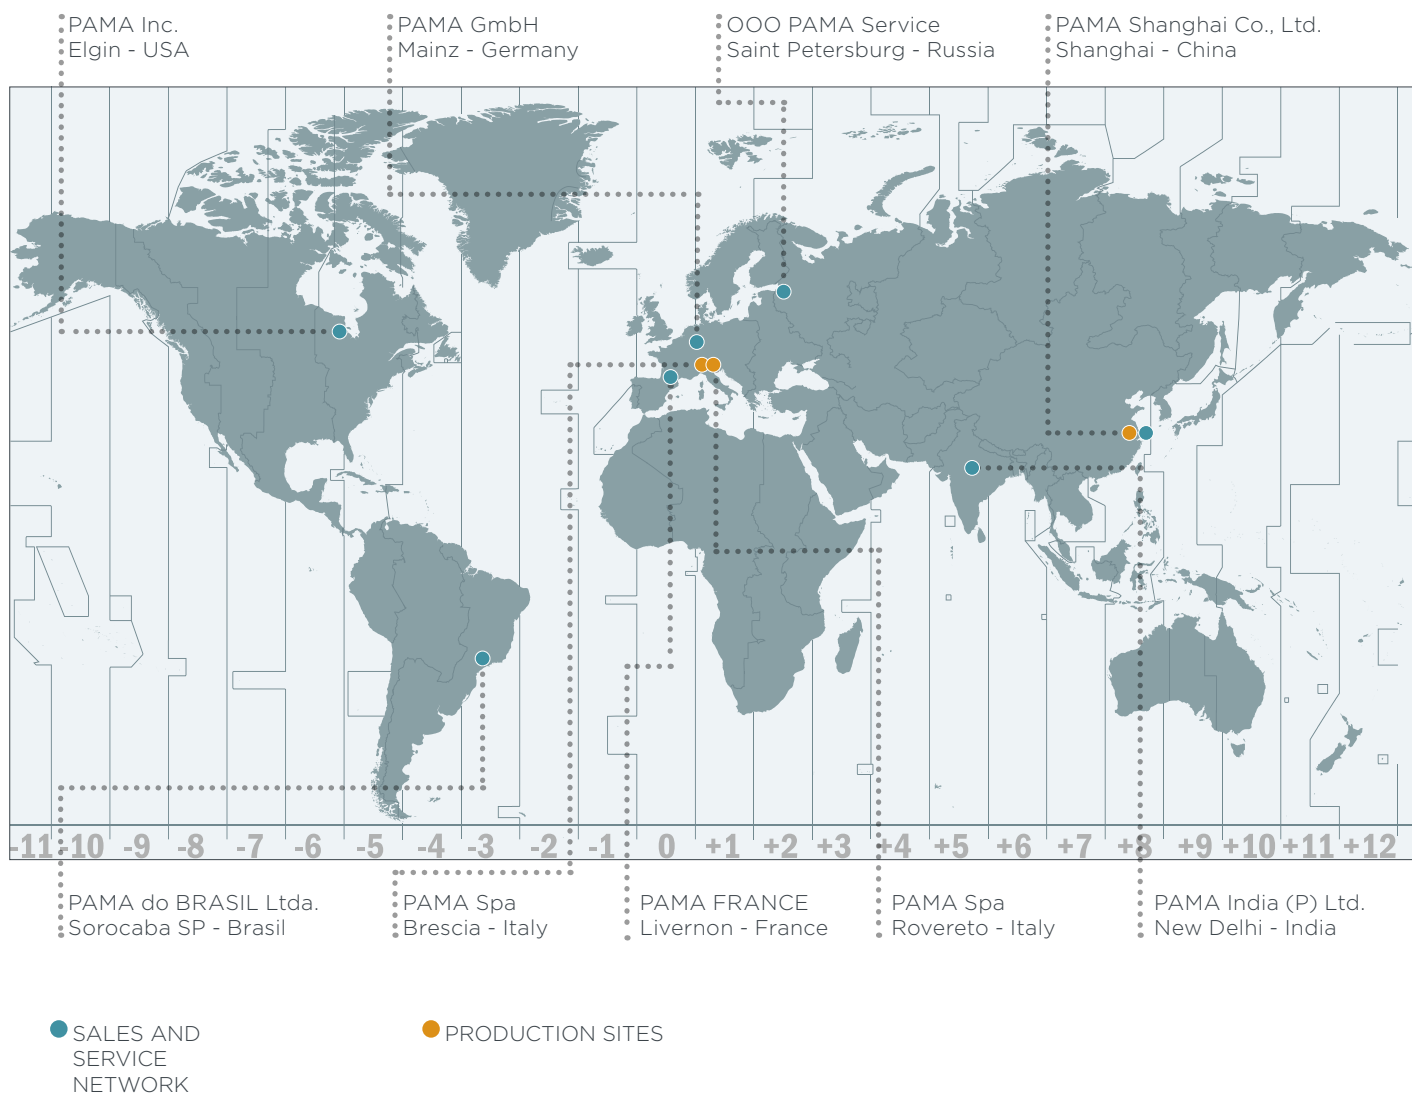 PAMA Inc.
Elgin - USA
PAMA GmbH
Mainz - Germany
OOO PAMA Service
Saint Petersburg - Russia
PAMA Shanghai Co., Ltd.
Shanghai - China
-11 -10 -9 -8 -7 -6 -5 -4 -3 -2 -1 0 +1 +2 +3 +4 +5 +6 +7 +8 +9 +10 +11 +12
PAMA do BRASIL Ltda.
Sorocaba SP - Brasil
PAMA Spa
Brescia - Italy
PAMA FRANCE
Livernon - France
PAMA Spa
Rovereto - Italy
PAMA India (P) Ltd.
New Delhi - India
SALES AND
SERVICE
NETWORK
PRODUCTION SITES